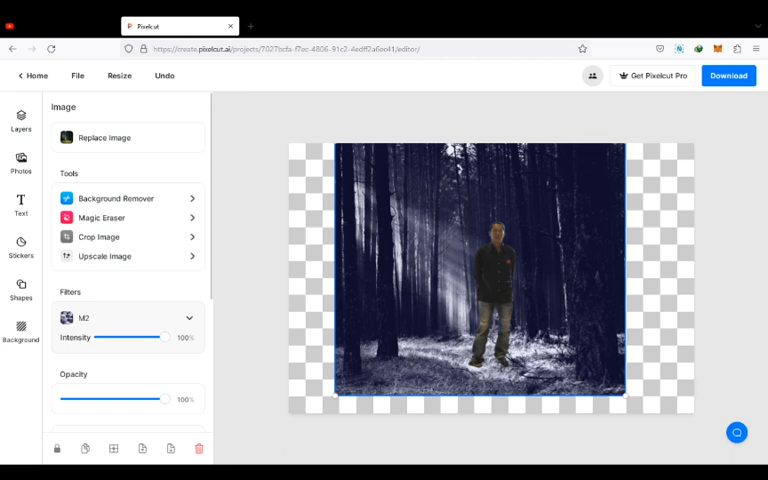 Pixelcut
https://create.pixelcut.ai/projects/7027bcfa-f7ec-4806-91c2-4edff2a6eo41/editor/
Home File Resize Undo Get Pixelcut Pro Download
Image
Layers
Replace Image
Photos
Tools
Background Remover
Text
Magic Eraser
Crop Image
Stickers
Upscale Image
Shapes
Filters
M2
Background
Intensity 100%
Opacity
100%